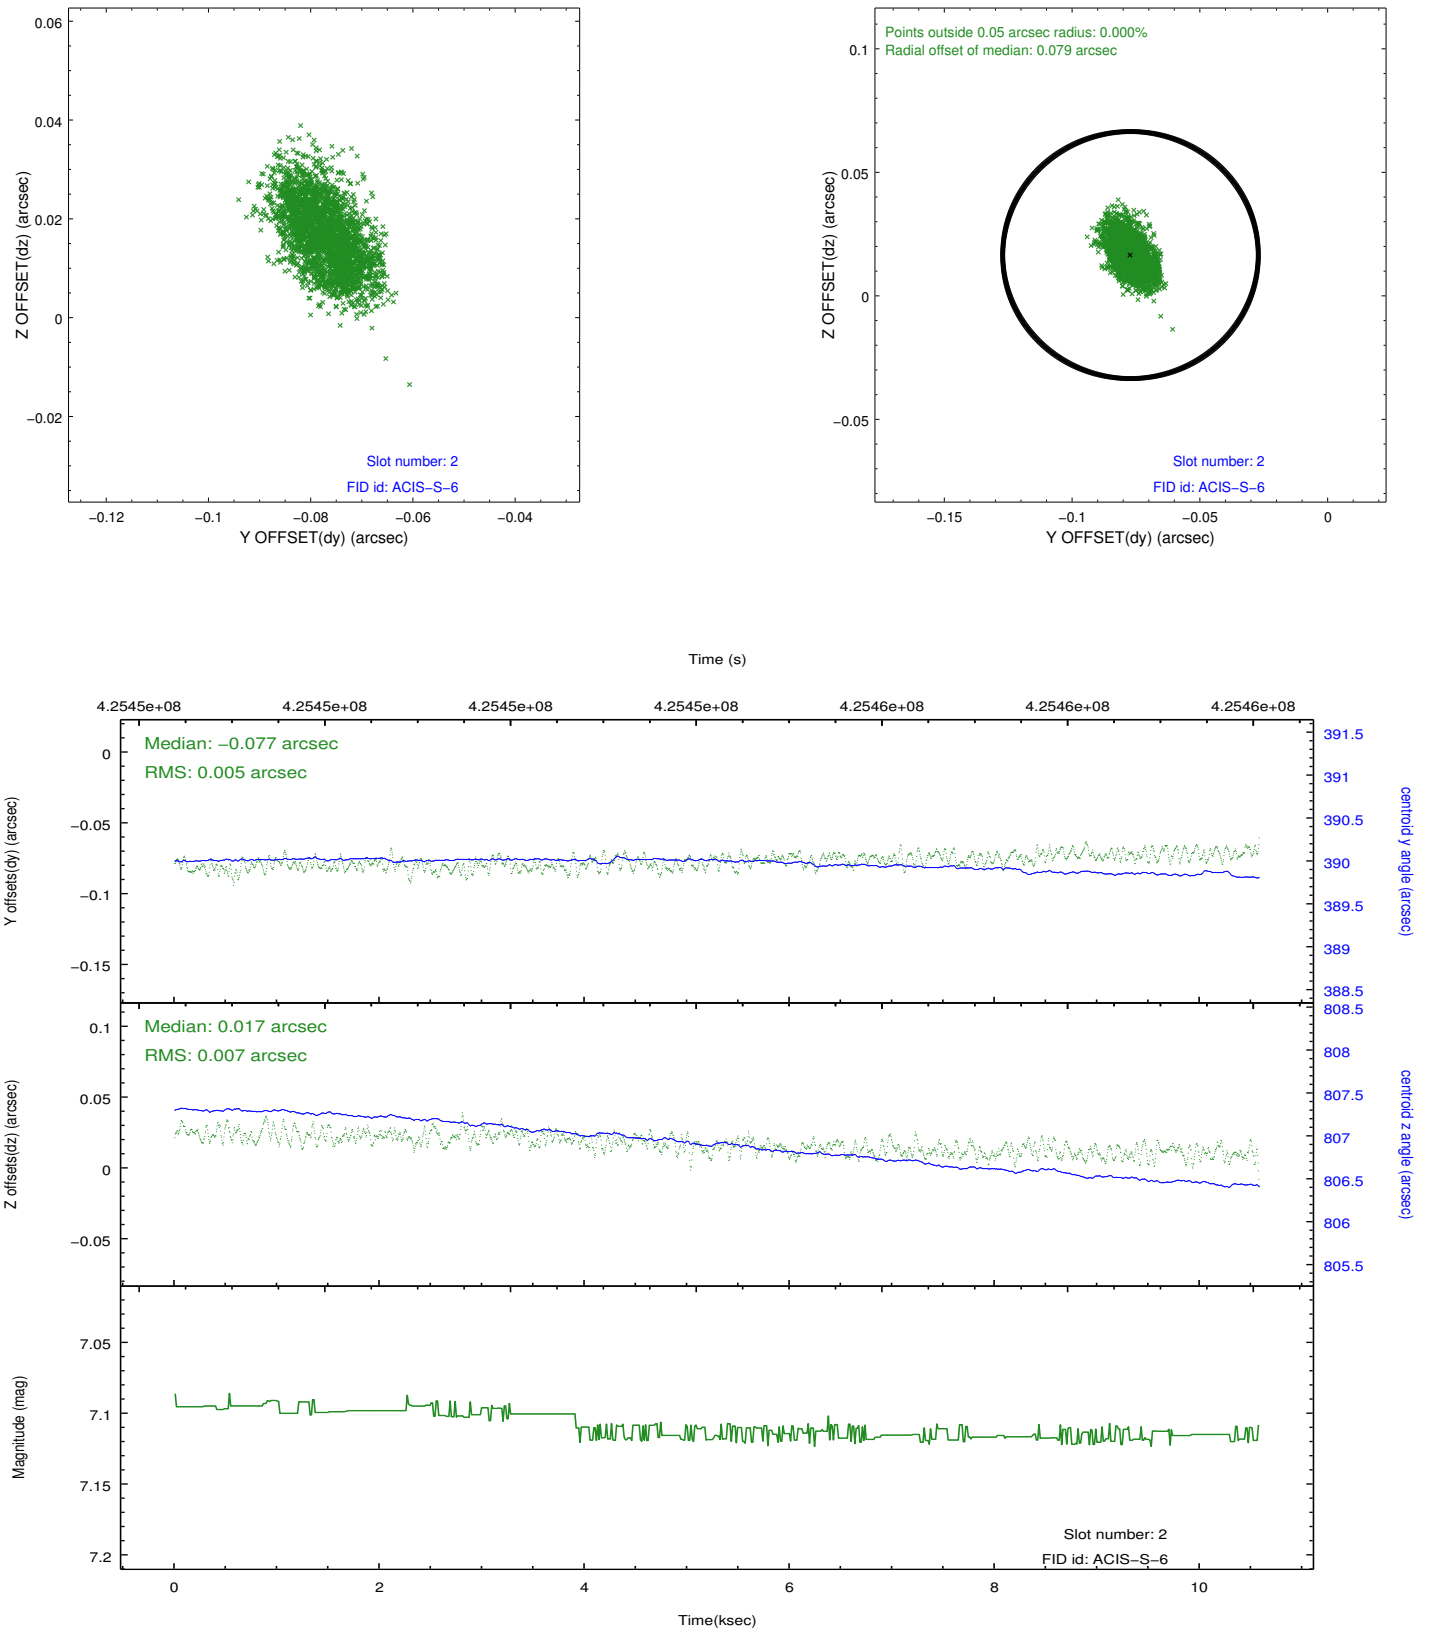 0.06
0.04
0.02
0
−0.02
Z OFFSET(dz) (arcsec)
Slot number: 2
FID id: ACIS−S−6
−0.12 −0.1 −0.08 −0.06 −0.04
Y OFFSET(dy) (arcsec)
Points outside 0.05 arcsec radius: 0.000%
Radial offset of median: 0.079 arcsec
0.1
0.05
0
−0.05
Z OFFSET(dz) (arcsec)
Slot number: 2
FID id: ACIS−S−6
−0.15 −0.1 −0.05 0
Y OFFSET(dy) (arcsec)
Time (s)
4.2545e+08 4.2545e+08 4.2545e+08 4.2545e+08 4.2546e+08 4.2546e+08 4.2546e+08
Median: −0.077 arcsec
RMS: 0.005 arcsec
0
−0.05
−0.1
−0.15
Y offsets(dy) (arcsec)
391.5
391
390.5
390
389.5
389
388.5
centroid y angle (arcsec)
Median: 0.017 arcsec
RMS: 0.007 arcsec
0.1
0.05
0
−0.05
Z offsets(dz) (arcsec)
808.5
808
807.5
807
806.5
806
805.5
centroid z angle (arcsec)
7.05
7.1
7.15
7.2
Magnitude (mag)
Slot number: 2
FID id: ACIS−S−6
0 2 4 6 8 10
Time(ksec)